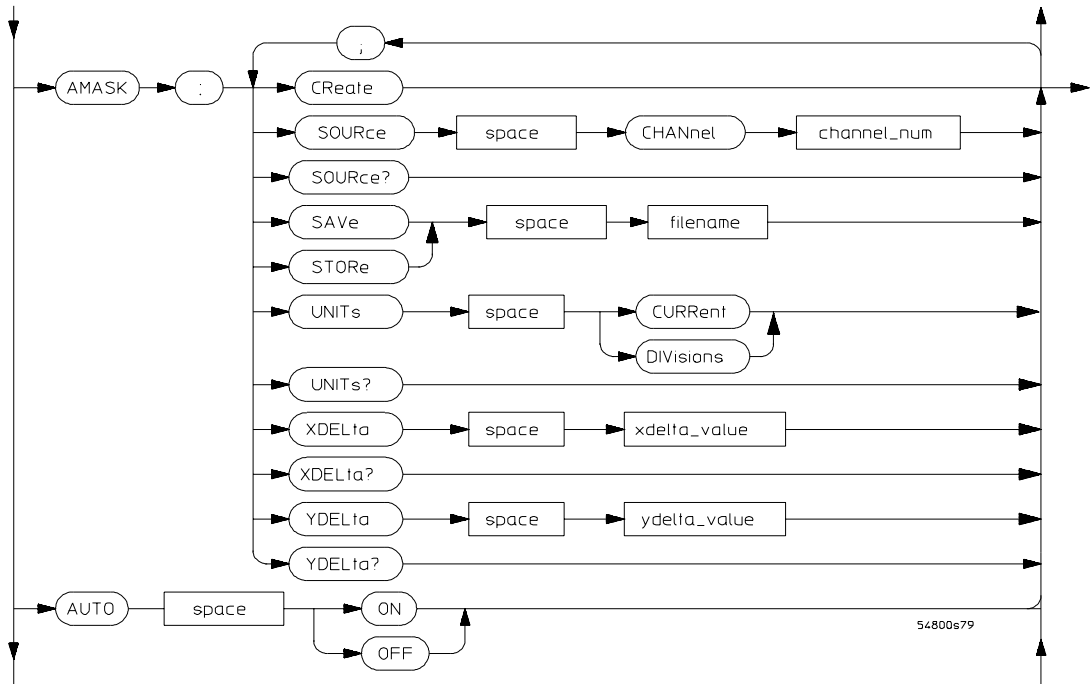 ;
AMASK : CReate
SOURce space CHANnel channel_num
SOURce?
SAVe space filename
STORe
UNITs space CURRent
DIVisions
UNITs?
XDELta space xdelta_value
XDELta?
YDELta space ydelta_value
YDELta?
AUTO space ON
54800s79
OFF